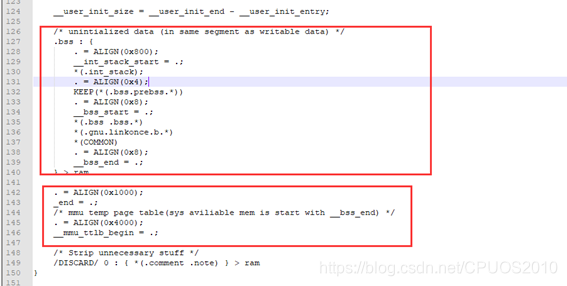 123
124 __user_init_size = __user_init_end - __user_init_entry;
125
126 /* unintialized data (in same segment as writable data) */
127 .bss : {
128 . = ALIGN(0x800);
129 __int_stack_start = .;
130 *(.int_stack);
131 . = ALIGN(0x4);
132 KEEP(*(.bss.prebss.*))
133 . = ALIGN(0x8);
134 __bss_start = .;
135 *(.bss .bss.*)
136 *(.gnu.linkonce.b.*)
137 *(COMMON)
138 . = ALIGN(0x8);
139 __bss_end = .;
140 } > ram
141
142 . = ALIGN(0x1000);
143 _end = .;
144 /* mmu temp page table(sys aviliable mem is start with __bss_end) */
145 . = ALIGN(0x4000);
146 __mmu_ttlb_begin = .;
147
148 /* Strip unnecessary stuff */
149 /DISCARD/ 0 : { *(.comment .note) } > ram
150 }
151
https://blog.csdn.net/CPUOS2010